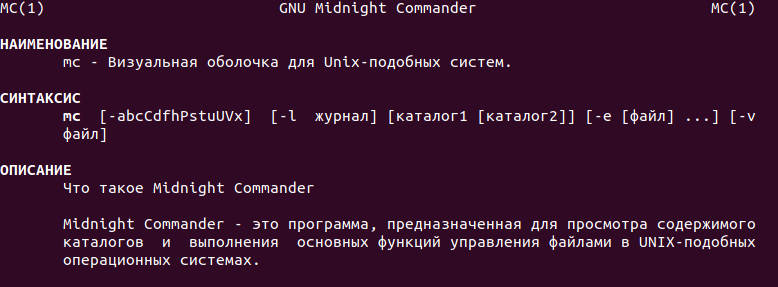 MC(1) GNU Midnight Commander MC(1)
НАИМЕНОВАНИЕ
mc - Визуальная оболочка для Unix-подобных систем.
СИНТАКСИС
mc [-abcCdfhPstuUVx] [-l журнал] [каталог1 [каталог2]] [-e [файл] ...] [-v
файл]
ОПИСАНИЕ
Что такое Midnight Commander
Midnight Commander - это программа, предназначенная для просмотра содержимого
каталогов и выполнения основных функций управления файлами в UNIX-подобных
операционных системах.